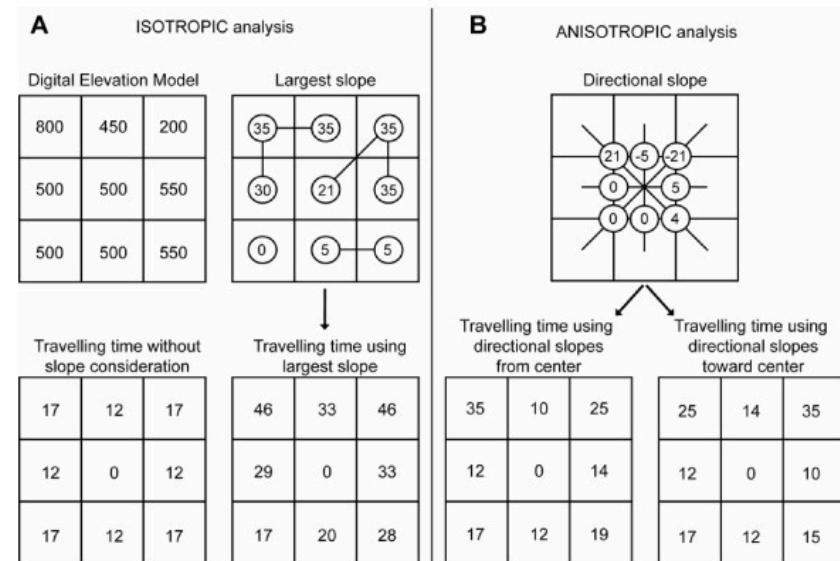 A
ISOTROPIC analysis
Digital Elevation Model
800 450 200
500 500 550
500 500 550
Largest slope
35 35 35
30 21 35
0 5 5
Travelling time without
slope consideration
17 12 17
12 0 12
17 12 17
Travelling time using
largest slope
46 33 46
29 0 33
17 20 28
B
ANISOTROPIC analysis
Directional slope
21 -5 -21
0 5
0 0 4
Travelling time using
directional slopes
from center
35 10 25
12 0 14
17 12 19
Travelling time using
directional slopes
toward center
25 14 35
12 0 10
17 12 15